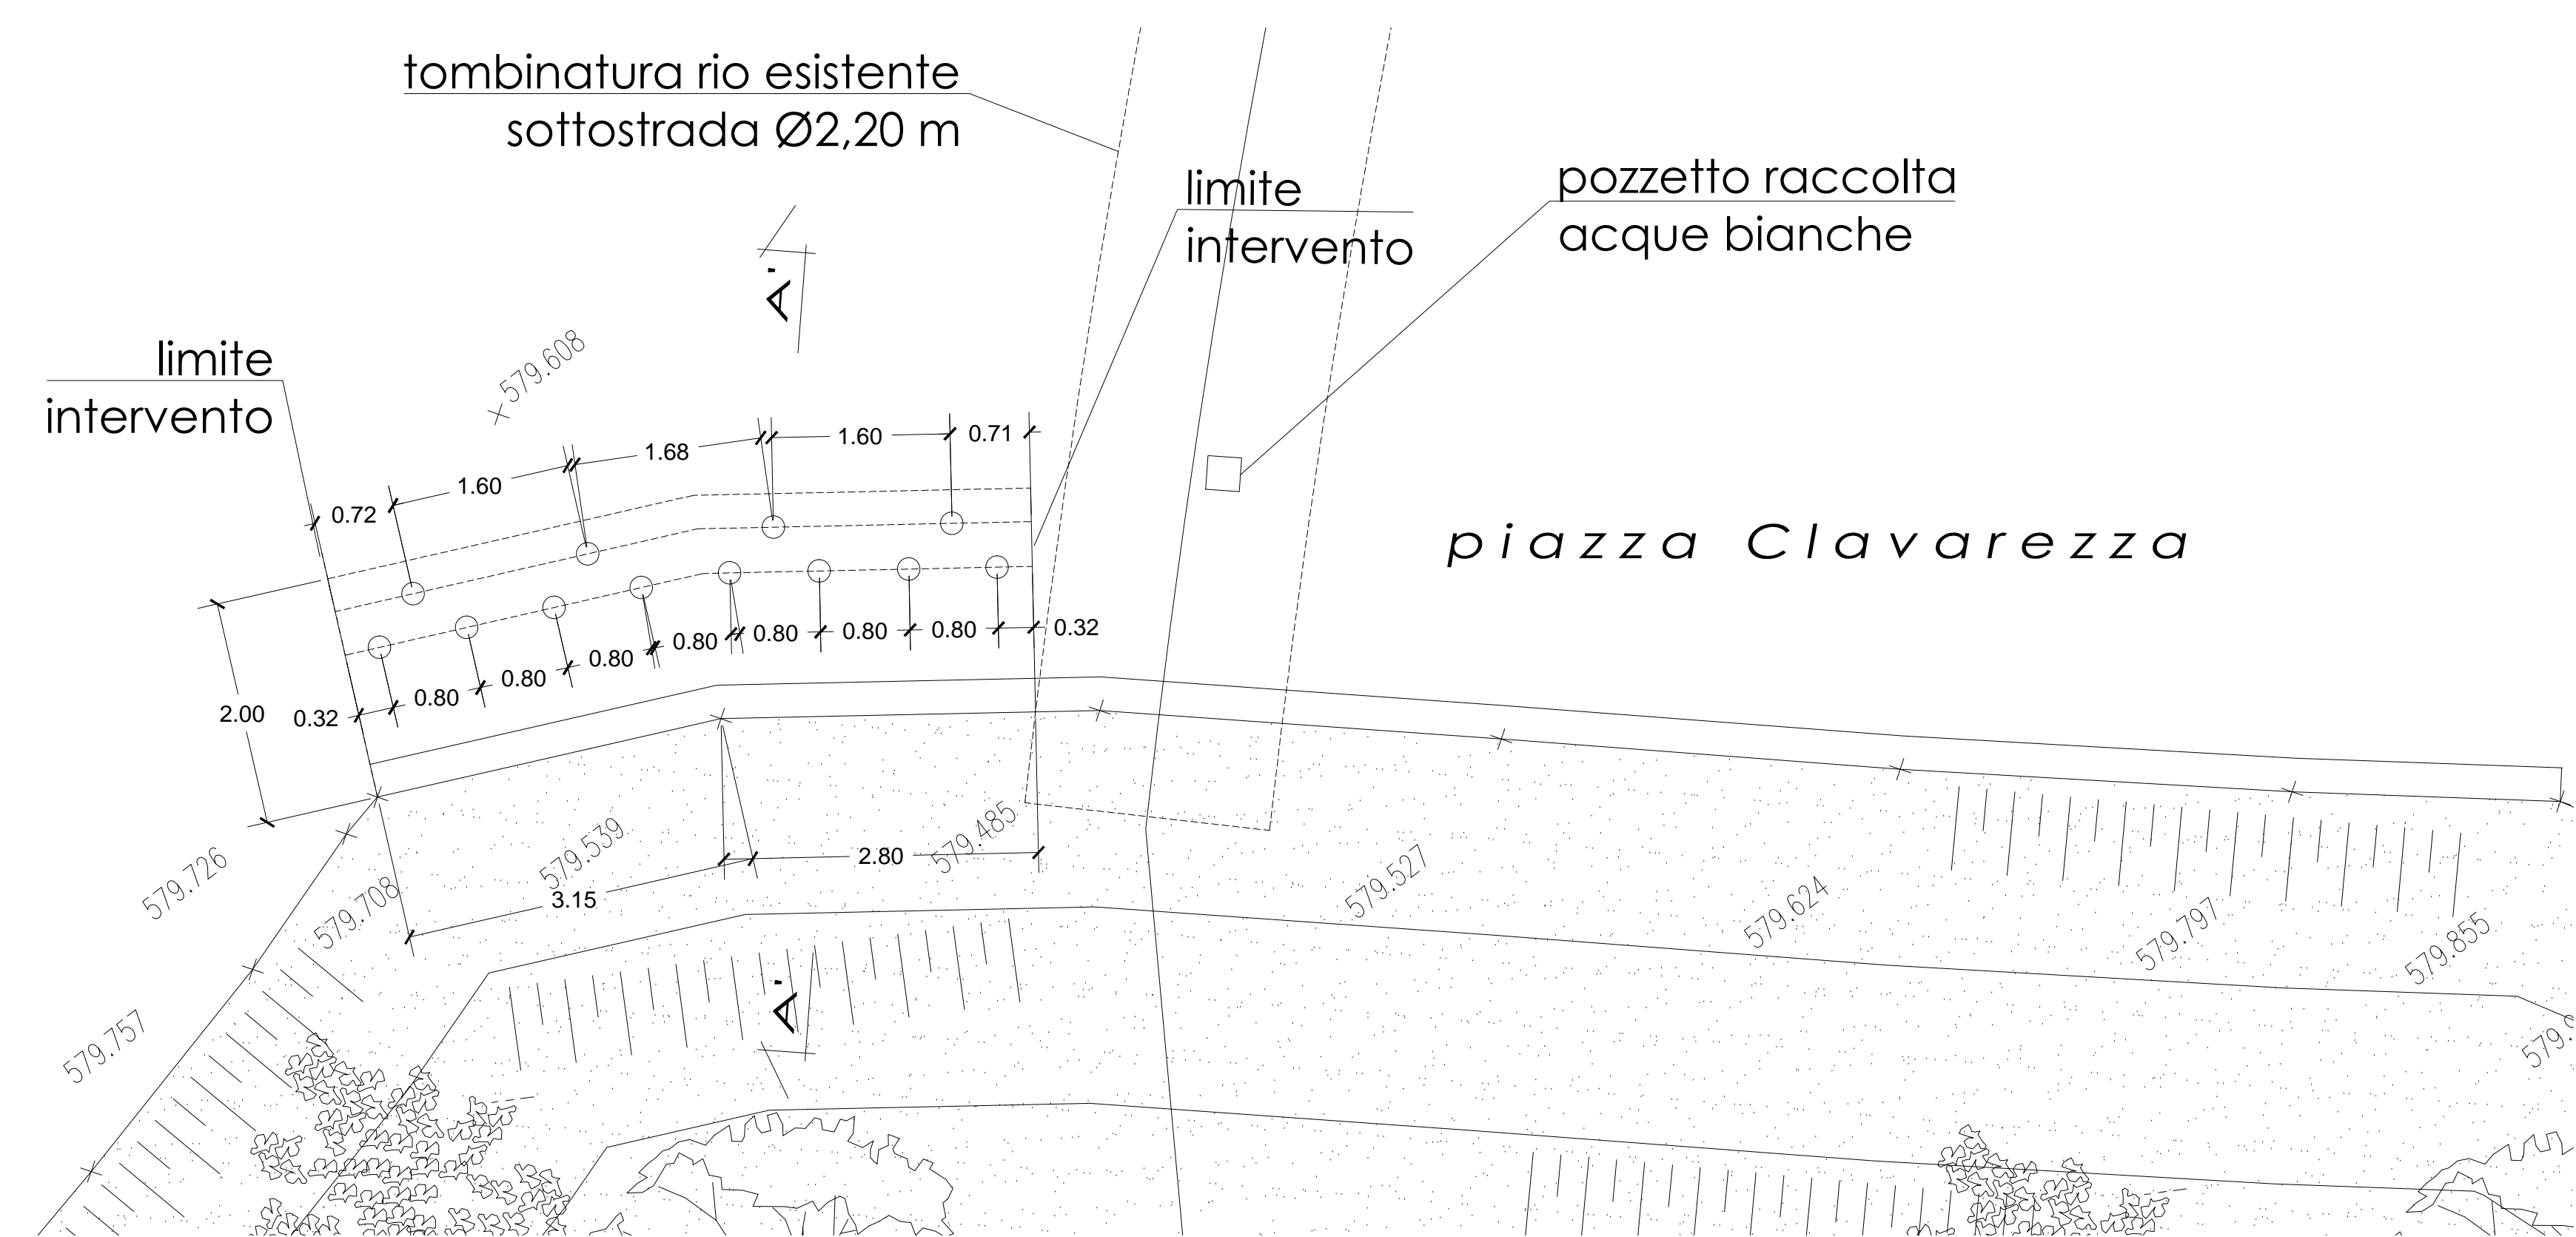 tombinatura rio esistente
sottostrada Ø2,20 m
limite
intervento
pozzetto raccolta
acque bianche
A'
limite
intervento
579.608
0.72
1.60
1.68
1.60
0.71
piazza Clavarezza
2.00
0.32
0.80
0.80
0.80
0.80
0.80
0.80
0.80
0.32
579.726
579.708
579.539
579.485
3.15
2.80
579.527
579.624
579.797
579.855
A'
579.757